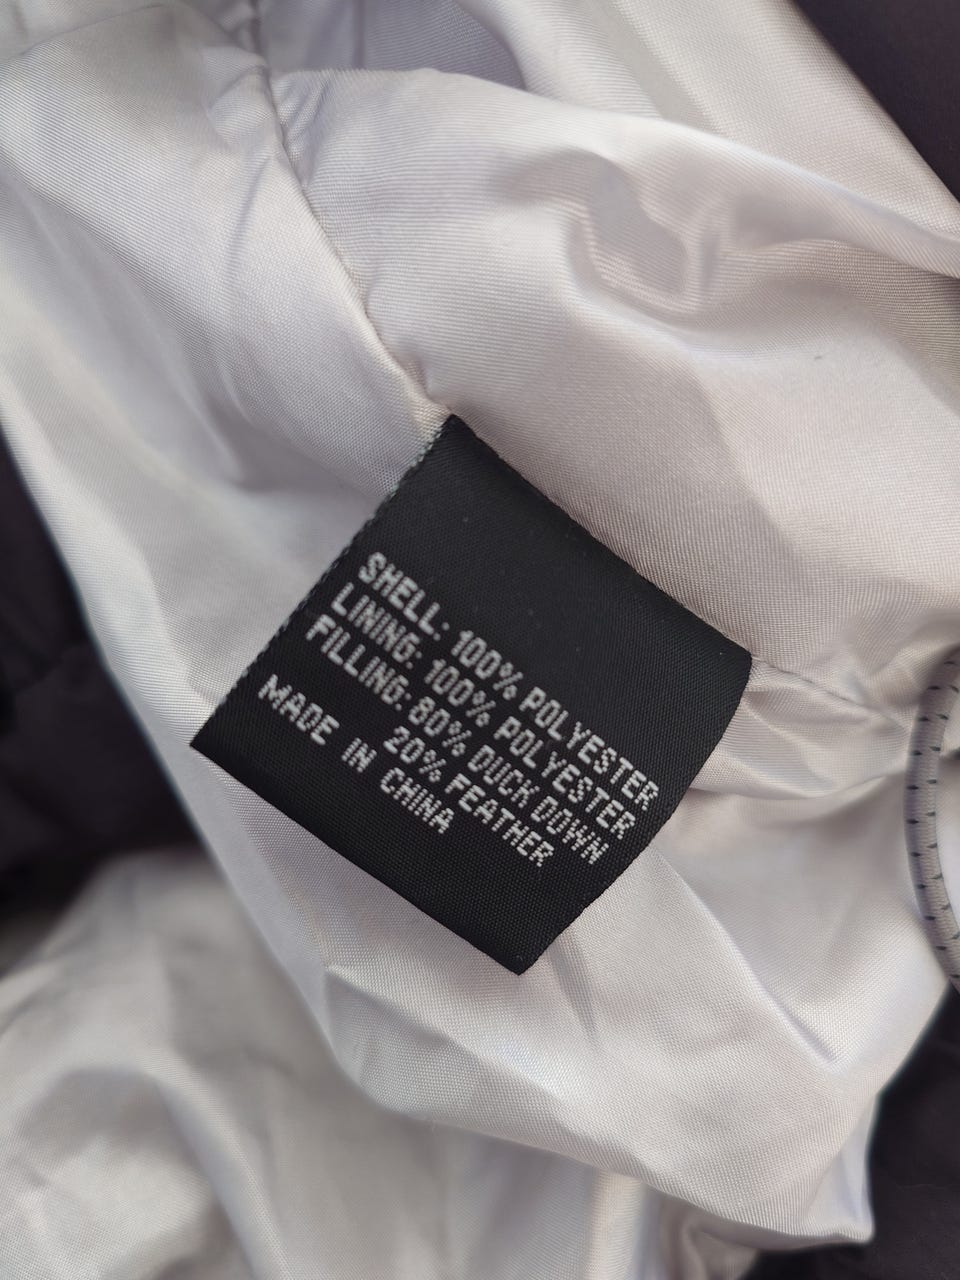 SHELL: 100% POLYESTER
LINING: 100% POLYESTER
FILLING: 80% DUCK DOWN
20% FEATHER
MADE IN CHINA